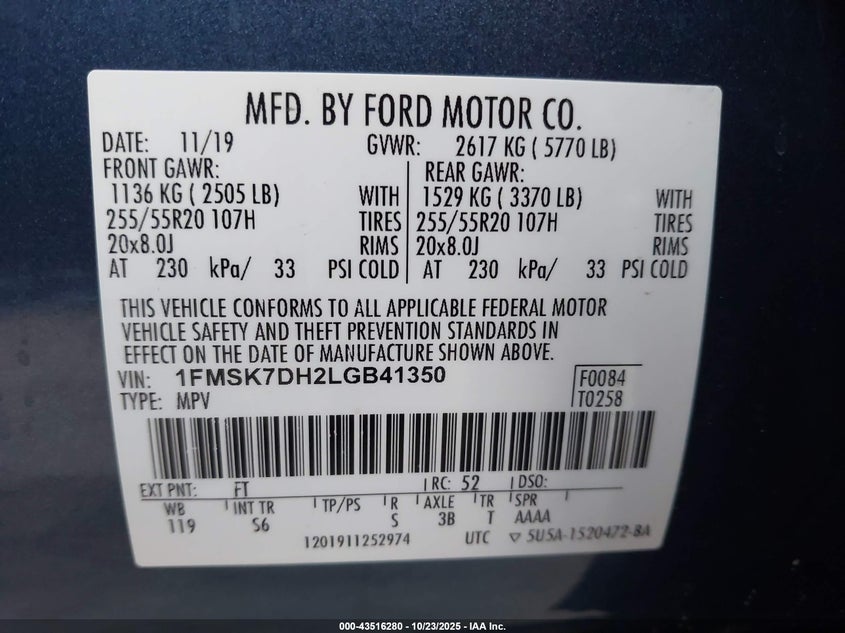 MFD. BY FORD MOTOR CO.
DATE: 11/19 GVWR: 2617 KG ( 5770 LB)
FRONT GAWR: REAR GAWR:
1136 KG ( 2505 LB) WITH 1529 KG ( 3370 LB) WITH
255/55R20 107H TIRES 255/55R20 107H TIRES
20x8.0J RIMS 20x8.0J RIMS
AT 230 kPa/ 33 PSI COLD AT 230 kPa/ 33 PSI COLD
THIS VEHICLE CONFORMS TO ALL APPLICABLE FEDERAL MOTOR
VEHICLE SAFETY AND THEFT PREVENTION STANDARDS IN
EFFECT ON THE DATE OF MANUFACTURE SHOWN ABOVE.
VIN: 1FMSK7DH2LGB41350 F0084
TYPE: MPV T0258
EXT PNT: FT RC: 52 DSO:
WB INT TR TP/PS R AXLE TR SPR
119 S6 S 3B T AAAA
1201911252974 UTC ▽ 5U5A-1520472-BA
000-43516280 - 10/23/2025 - IAA Inc.